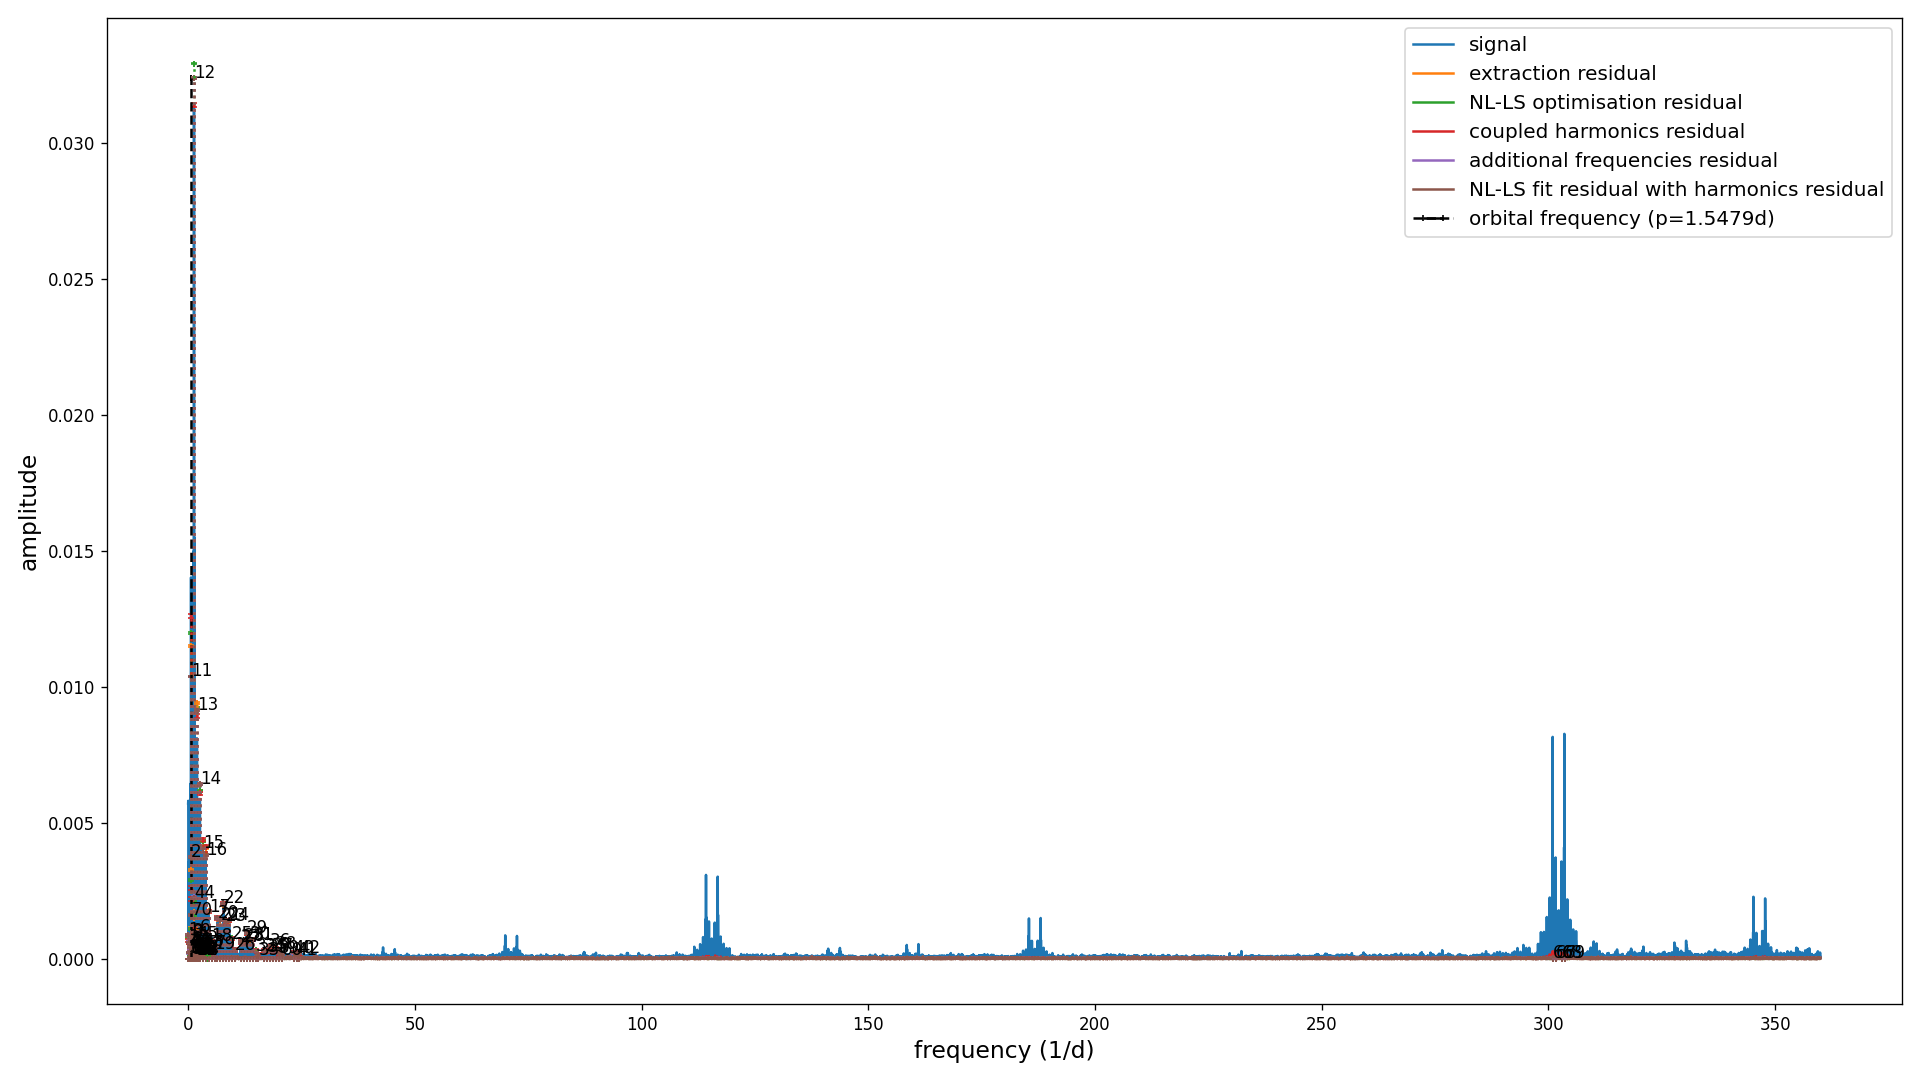 signal
extraction residual
NL-LS optimisation residual
coupled harmonics residual
additional frequencies residual
NL-LS fit residual with harmonics residual
orbital frequency (p=1.5479d)
amplitude
0.030
0.025
0.020
0.015
0.010
0.005
0.000
12
11
13
14
15
16
2
44
70
22
29
0
50
100
150
200
250
300
350
frequency (1/d)